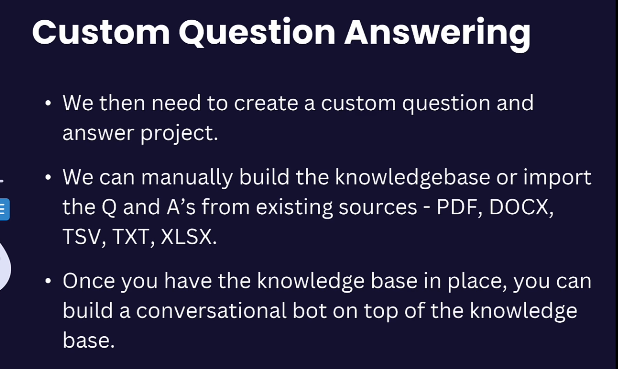 Custom Question Answering
• We then need to create a custom question and
answer project.
• We can manually build the knowledgebase or import
the Q and A’s from existing sources - PDF, DOCX,
TSV, TXT, XLSX.
• Once you have the knowledge base in place, you can
build a conversational bot on top of the knowledge
base.